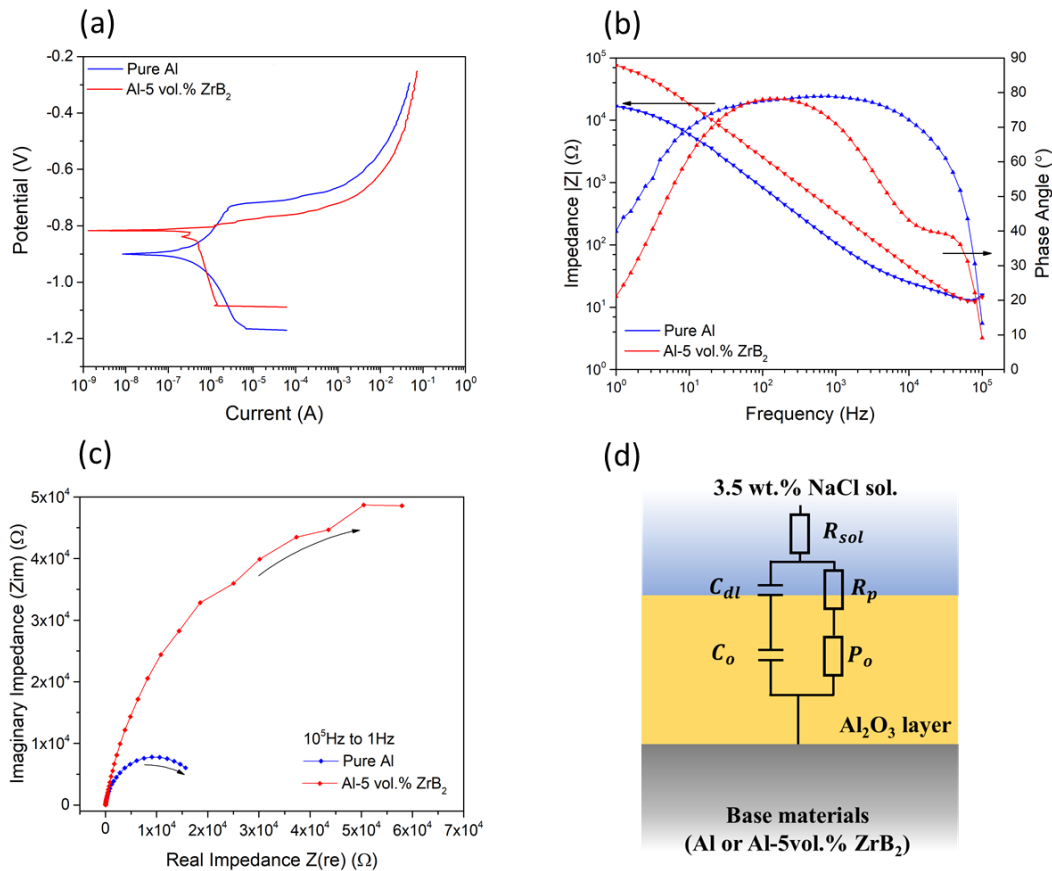 (a)
Pure Al
Al-5 vol.% ZrB₂
-0.2
-0.4
-0.6
-0.8
-1.0
-1.2
Potential (V)
10⁻⁹ 10⁻⁸ 10⁻⁷ 10⁻⁶ 10⁻⁵ 10⁻⁴ 10⁻³ 10⁻² 10⁻¹ 10⁰
Current (A)
(b)
10⁵
10⁴
10³
10²
10¹
10⁰
Impedance |Z| (Ω)
90
80
70
60
50
40
30
20
10
0
Phase Angle (°)
Pure Al
Al-5 vol.% ZrB₂
10⁰ 10¹ 10² 10³ 10⁴ 10⁵
Frequency (Hz)
(c)
5x10⁴
4x10⁴
3x10⁴
2x10⁴
1x10⁴
0
Imaginary Impedance (Zim) (Ω)
10⁵Hz to 1Hz
Pure Al
Al-5 vol.% ZrB₂
0 1x10⁴ 2x10⁴ 3x10⁴ 4x10⁴ 5x10⁴ 6x10⁴ 7x10⁴
Real Impedance Z(re) (Ω)
(d)
3.5 wt.% NaCl sol.
R_sol
C_dl R_p
C_o P_o
Al₂O₃ layer
Base materials
(Al or Al-5vol.% ZrB₂)